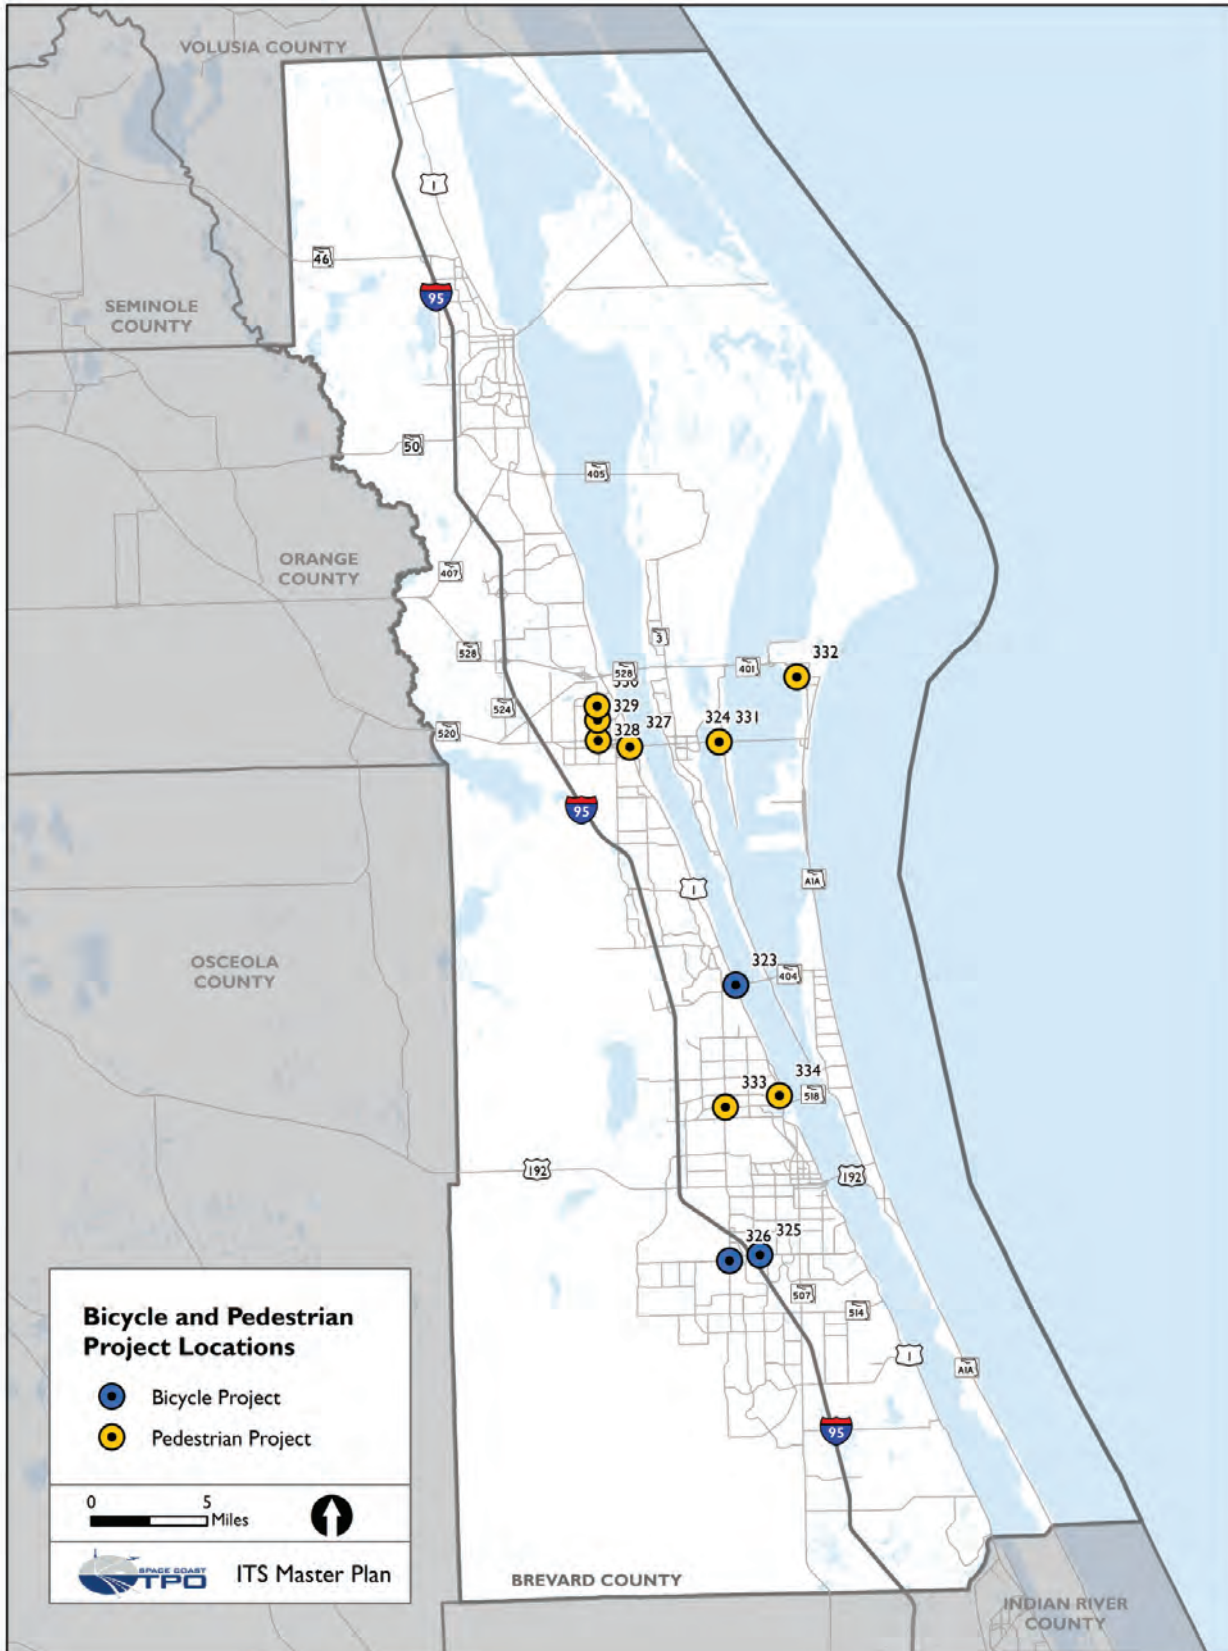 VOLUSIA COUNTY
1
46
95
SEMINOLE
COUNTY
50
405
ORANGE
COUNTY
407
3
528
528
401
332
330
329
524
520
328
327
324 331
95
1
A1A
OSCEOLA
COUNTY
323
404
334
333
518
192
192
325
326
507
514
1
A1A
95
Bicycle and Pedestrian
Project Locations
Bicycle Project
Pedestrian Project
0 5
Miles
SPACE COAST
TPO
ITS Master Plan
BREVARD COUNTY
INDIAN RIVER
COUNTY